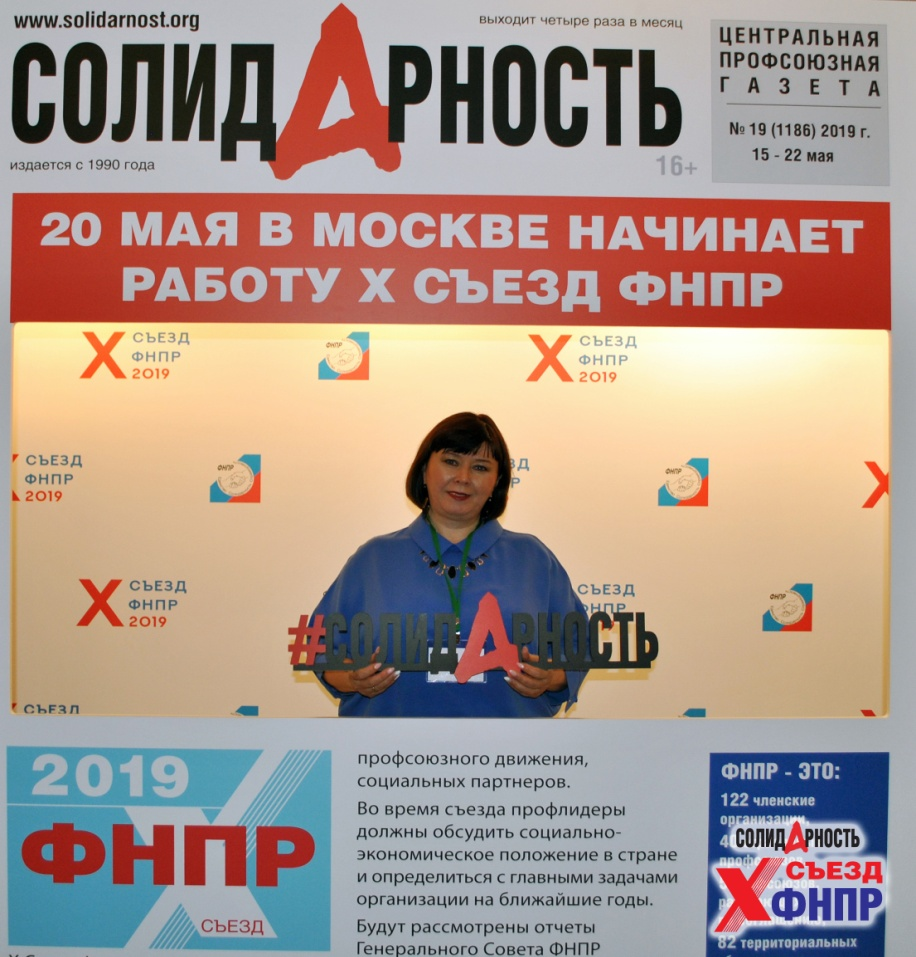 www.solidarnost.org
выходит четыре раза в месяц
СОЛИДАРНОСТЬ
издается с 1990 года
16+
ЦЕНТРАЛЬНАЯ
ПРОФСОЮЗНАЯ
ГАЗЕТА
№ 19 (1186) 2019 г.
15 - 22 мая
20 МАЯ В МОСКВЕ НАЧИНАЕТ
РАБОТУ X СЪЕЗД ФНПР
X СЪЕЗД
ФНПР
2019
ФНПР
X СЪЕЗД
ФНПР
2019
СЪЕЗД
ФНПР
2019
ФНПР
ФНПР
X СЪЕЗД
ФНПР
2019
СЪЕЗД
ФНПР
ФНПР
#СОЛИДАРНОСТЬ
СЪЕЗД
2019
ФНПР
X
СЪЕЗД
профсоюзного движения,
социальных партнеров.
Во время съезда профлидеры
должны обсудить социально-
экономическое положение в стране
и определиться с главными задачами
организации на ближайшие годы.
Будут рассмотрены отчеты
Генерального Совета ФНПР
ФНПР - ЭТО:
122 членские
организации,
СОЛИДАРНОСТЬ
X СЪЕЗД
ФНПР
82 территориальных